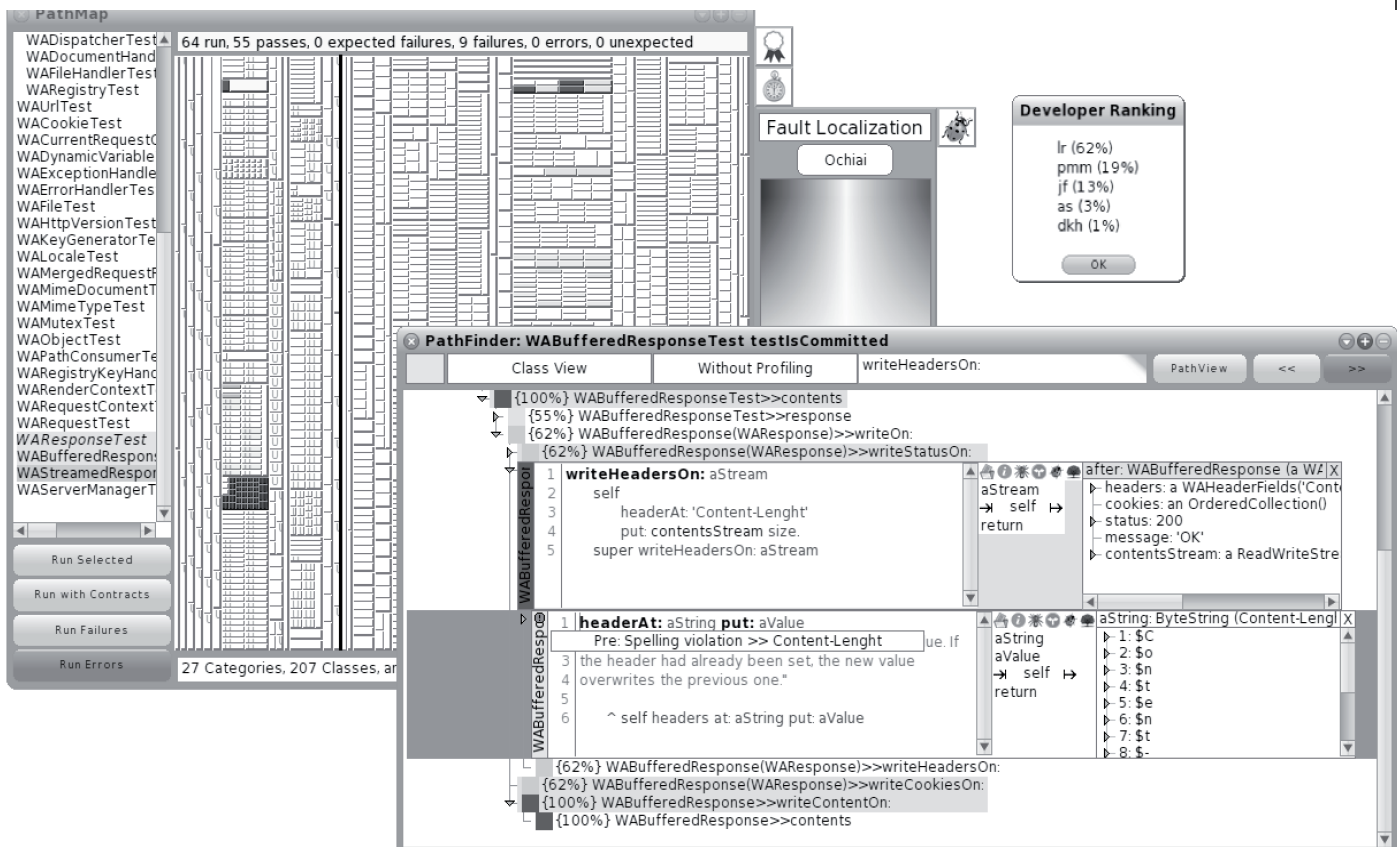 PathMap
WADispatcherTest
WADocumentHand
WAFileHandlerTest
WARegistryTest
WAUrlTest
WACookieTest
WACurrentRequestC
WADynamicVariable
WAExceptionHandle
WAErrorHandlerTes
WAFileTest
WAHttpVersionTest
WAKeyGeneratorTe
WALocaleTest
WAMergedRequestF
WAMimeDocumentT
WAMimeTypeTest
WAMutexTest
WAObjectTest
WAPathConsumerTe
WARegistryKeyHand
WARenderContextT
WARequestContextT
WARequestTest
WAResponseTest
WABufferedRespons
WAStreamedRespor
WAServerManagerT
Run Selected
Run with Contracts
Run Failures
Run Errors
64 run, 55 passes, 0 expected failures, 9 failures, 0 errors, 0 unexpected
27 Categories, 207 Classes, ar
Fault Localization
Ochiai
Developer Ranking
lr (62%)
pmm (19%)
jf (13%)
as (3%)
dkh (1%)
OK
PathFinder: WABufferedResponseTest testIsCommitted
Class View
Without Profiling
writeHeadersOn:
PathView
<<
>>
{100%} WABufferedResponseTest>>contents
{55%} WABufferedResponseTest>>response
{62%} WABufferedResponse(WAResponse)>>writeOn:
{62%} WABufferedResponse(WAResponse)>>writeStatusOn:
WABufferedRespor
1 writeHeadersOn: aStream
2 self
3 headerAt: 'Content-Lenght'
4 put: contentsStream size.
5 super writeHeadersOn: aStream
aStream
self
return
after: WABufferedResponse (a WA X
headers: a WAHeaderFields('Conte
cookies: an OrderedCollection()
status: 200
message: 'OK'
contentsStream: a ReadWriteStre
WABufferedResp
1 headerAt: aString put: aValue
Pre: Spelling violation >> Content-Lenght ue. If
3 the header had already been set, the new value
4 overwrites the previous one."
5
6 ^ self headers at: aString put: aValue
aString
aValue
self
return
aString: ByteString (Content-Lengl X
1: $C
2: $o
3: $n
4: $t
5: $e
6: $n
7: $t
8: $-
{62%} WABufferedResponse(WAResponse)>>writeHeadersOn:
{62%} WABufferedResponse(WAResponse)>>writeCookiesOn:
{100%} WABufferedResponse>>writeContentOn:
{100%} WABufferedResponse>>contents